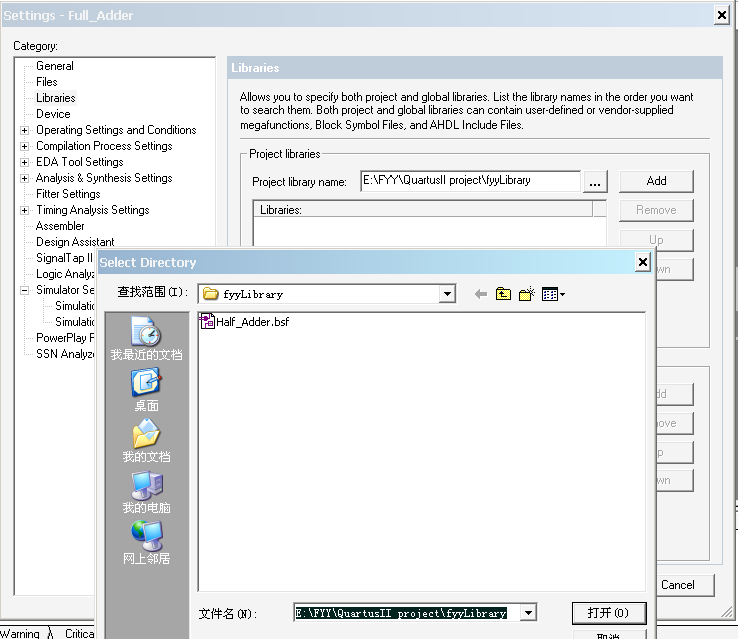 Settings - Full_Adder
Category:
General
Files
Libraries
Device
Operating Settings and Conditions
Compilation Process Settings
EDA Tool Settings
Analysis & Synthesis Settings
Fitter Settings
Timing Analysis Settings
Assembler
Design Assistant
SignalTap II
Logic Analyz
Simulator Se
Simulatio
Simulatio
PowerPlay F
SSN Analyze
Libraries
Allows you to specify both project and global libraries. List the library names in the order you want
to search them. Both project and global libraries can contain user-defined or vendor-supplied
megafunctions, Block Symbol Files, and AHDL Include Files.
Project libraries
Project library name: E:\FYY\QuartusII project\fyyLibrary ... Add
Libraries:
Remove
Up
wn
Select Directory
查找范围(I): fyyLibrary
Half_Adder.bsf
我最近的文档
桌面
我的文档
我的电脑
网上邻居
dd
ove
p
wn
文件名(N): E:\FYY\QuartusII project\fyyLibrary 打开(O)
取消
Cancel
Warning Critica